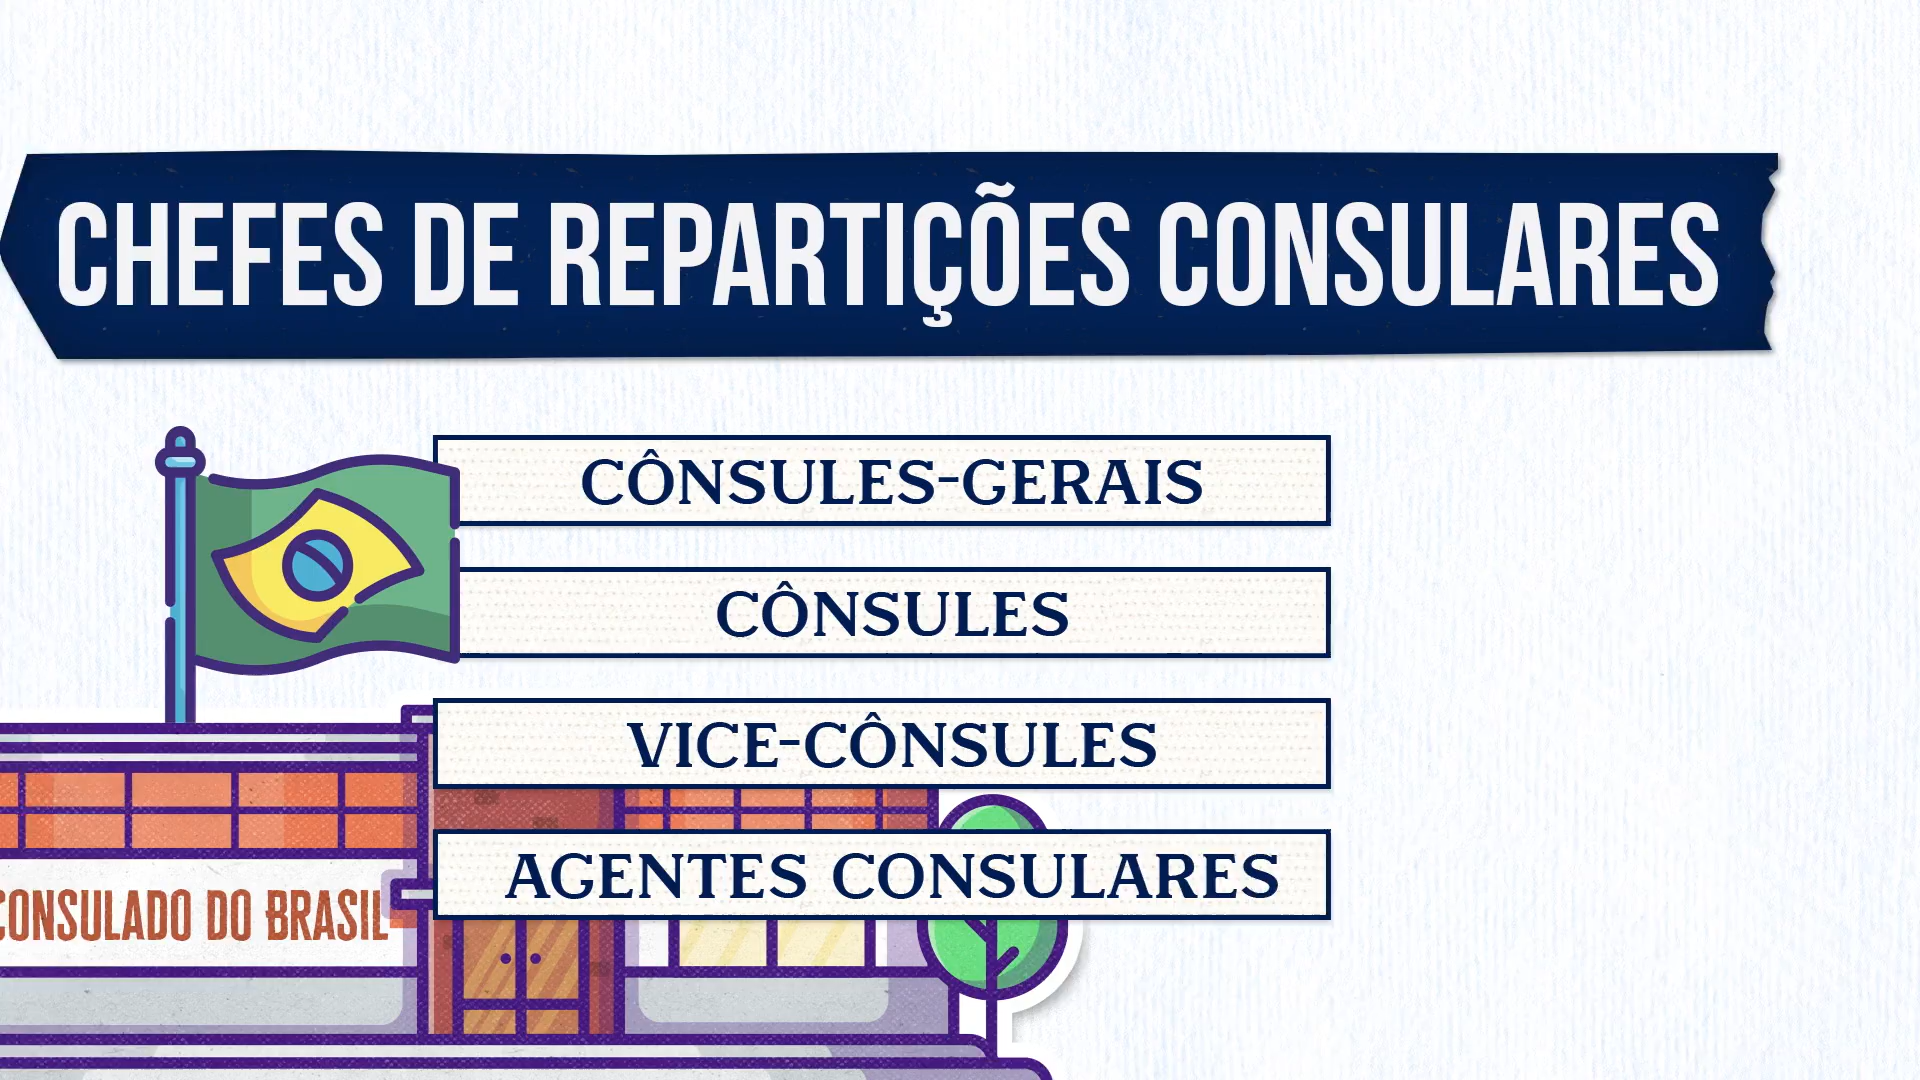 CHEFES DE REPARTIÇÕES CONSULARES
CÔNSULES-GERAIS
CÔNSULES
VICE-CÔNSULES
AGENTES CONSULARES
CONSULADO DO BRASIL